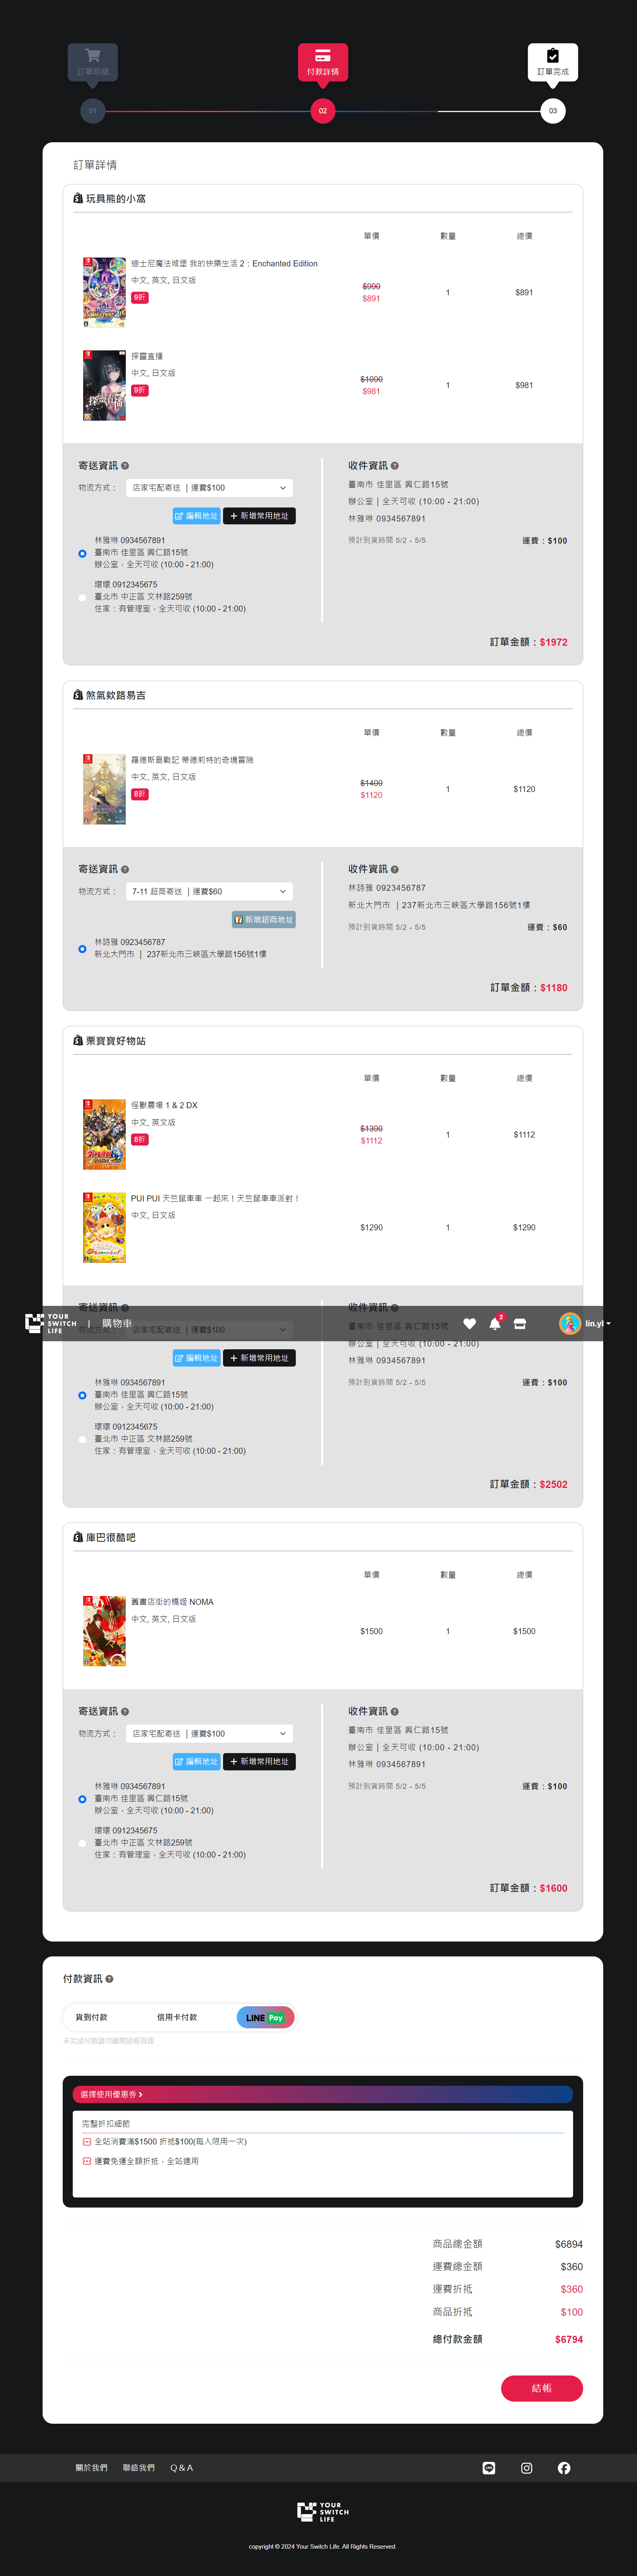 訂單明細
付款詳情
訂單完成
01
02
03
訂單詳情
玩具熊的小窩
單價 數量 總價
迪士尼魔法城堡 我的快樂生活 2：Enchanted Edition
中文, 英文, 日文版
9折
$990
$891
1
$891
探靈直播
中文, 日文版
9折
$1090
$981
1
$981
寄送資訊
物流方式： 店家宅配寄送 ｜運費$100
編輯地址 新增常用地址
林雅琳 0934567891
臺南市 佳里區 興仁路15號
辦公室，全天可收 (10:00 - 21:00)
環環 0912345675
臺北市 中正區 文林路259號
住家：有管理室，全天可收 (10:00 - 21:00)
收件資訊
臺南市 佳里區 興仁路15號
辦公室｜全天可收 (10:00 - 21:00)
林雅琳 0934567891
預計到貨時間 5/2 - 5/5
運費：$100
訂單金額：$1972
煞氣欸路易吉
單價 數量 總價
羅德斯島戰記 蒂德莉特的奇境冒險
中文, 英文, 日文版
8折
$1400
$1120
1
$1120
寄送資訊
物流方式： 7-11 超商寄送 ｜運費$60
新增超商地址
林詩雅 0923456787
新北大門市 ｜ 237新北市三峽區大學路156號1樓
收件資訊
林詩雅 0923456787
新北大門市 ｜237新北市三峽區大學路156號1樓
預計到貨時間 5/2 - 5/5
運費：$60
訂單金額：$1180
栗寶寶好物站
單價 數量 總價
怪獸農場 1 & 2 DX
中文, 英文版
8折
$1390
$1112
1
$1112
PUI PUI 天竺鼠車車 一起來！天竺鼠車車派對！
中文, 日文版
$1290
1
$1290
寄送資訊
收件資訊
YOUR
SWITCH
LIFE
｜ 購物車
2
lin.yl
物流方式： 店家宅配寄送 ｜運費$100
編輯地址 新增常用地址
林雅琳 0934567891
臺南市 佳里區 興仁路15號
辦公室，全天可收 (10:00 - 21:00)
環環 0912345675
臺北市 中正區 文林路259號
住家：有管理室，全天可收 (10:00 - 21:00)
臺南市 佳里區 興仁路15號
辦公室｜全天可收 (10:00 - 21:00)
林雅琳 0934567891
預計到貨時間 5/2 - 5/5
運費：$100
訂單金額：$2502
庫巴很酷吧
單價 數量 總價
舊書店街的橋姬 NOMA
中文, 英文, 日文版
$1500
1
$1500
寄送資訊
物流方式： 店家宅配寄送 ｜運費$100
編輯地址 新增常用地址
林雅琳 0934567891
臺南市 佳里區 興仁路15號
辦公室，全天可收 (10:00 - 21:00)
環環 0912345675
臺北市 中正區 文林路259號
住家：有管理室，全天可收 (10:00 - 21:00)
收件資訊
臺南市 佳里區 興仁路15號
辦公室｜全天可收 (10:00 - 21:00)
林雅琳 0934567891
預計到貨時間 5/2 - 5/5
運費：$100
訂單金額：$1600
付款資訊
貨到付款 信用卡付款 LINE Pay
未完成付款請勿離開結帳頁面
選擇使用優惠券
完整折扣細節
全站消費滿$1500 折抵$100(每人限用一次)
運費免運全額折抵，全站適用
商品總金額 $6894
運費總金額 $360
運費折抵 $360
商品折抵 $100
總付款金額 $6794
結帳
關於我們 聯絡我們 Q & A
YOUR
SWITCH
LIFE
copyright © 2024 Your Switch Life. All Rights Reserved.